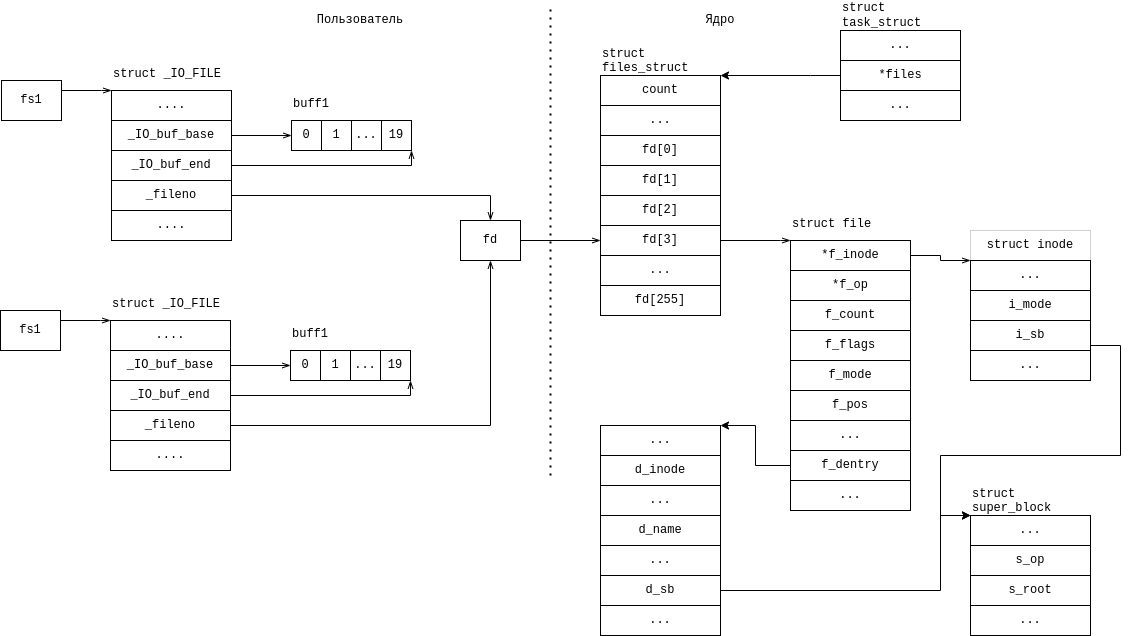 Пользователь
Ядро
struct
task_struct
...
*files
...
struct
files_struct
count
...
fd[0]
fd[1]
fd[2]
fd[3]
...
fd[255]
fs1
struct _IO_FILE
....
_IO_buf_base
_IO_buf_end
_fileno
....
buff1
0 1 ... 19
fd
fs1
struct _IO_FILE
....
_IO_buf_base
_IO_buf_end
_fileno
....
buff1
0 1 ... 19
struct file
*f_inode
*f_op
f_count
f_flags
f_mode
f_pos
...
f_dentry
...
struct inode
...
i_mode
i_sb
...
...
d_inode
...
d_name
...
d_sb
...
struct
super_block
...
s_op
s_root
...